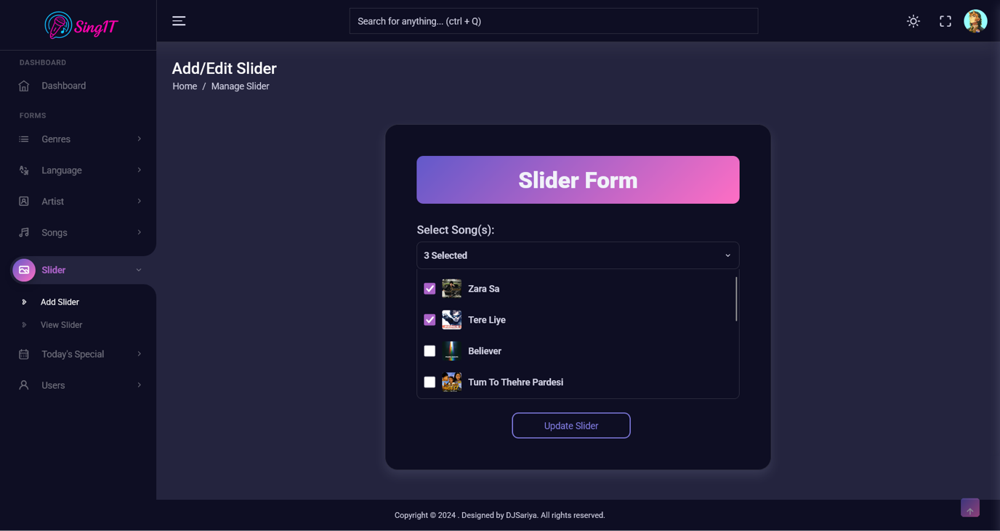 SingIT
Search for anything... (ctrl + Q)
DASHBOARD
Dashboard
FORMS
Genres
Language
Artist
Songs
Slider
Add Slider
View Slider
Today's Special
Users
Add/Edit Slider
Home / Manage Slider
Slider Form
Select Song(s):
3 Selected
Zara Sa
Tere Liye
Believer
Tum To Thehre Pardesi
Update Slider
Copyright © 2024 . Designed by DJSariya. All rights reserved.